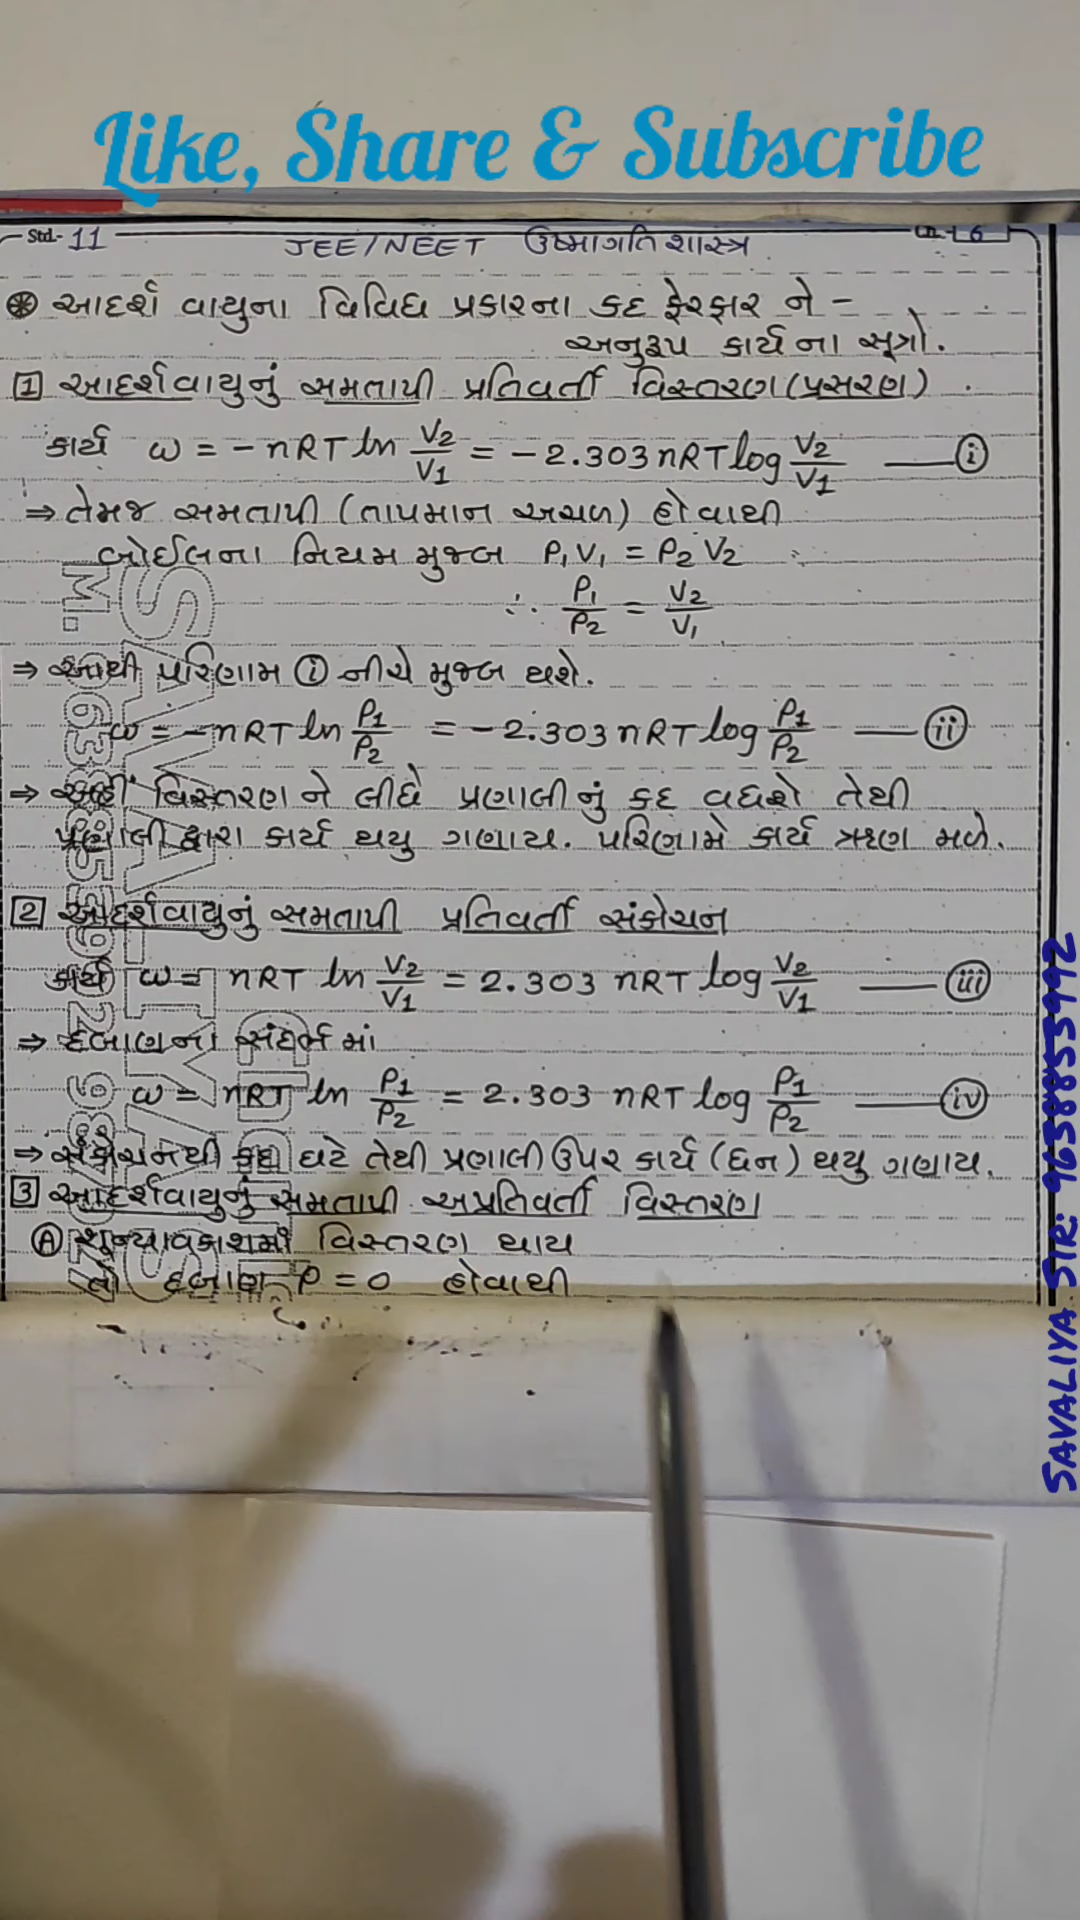 Like, Share & Subscribe
Std.- 11 JEE/NEET ઉષ્માગતિશાસ્ત્ર Ch-6
આદર્શ વાયુના વિવિધ પ્રકારના કદ ફેરફાર ને -
અનુરૂપ કાર્ય ના સૂત્રો.
1 આદર્શવાયુનું સમતાપી પ્રતિવર્તી વિસ્તરણ (પ્રસરણ) .
કાર્ય ω = - nRT ln V2/V1 = - 2.303 nRT log V2/V1 — (i)
⇒ તેમજ સમતાપી (તાપમાન અચળ) હોવાથી
બોઈલના નિયમ મુજબ P1V1 = P2V2
∴ P1/P2 = V2/V1
⇒ આથી પરિણામ (i) નીચે મુજબ થશે.
ω = - nRT ln P1/P2 = - 2.303 nRT log P1/P2 — (ii)
⇒ અહીં વિસ્તરણ ને લીધે પ્રણાલી નું કદ વધશે તેથી
પ્રણાલી દ્વારા કાર્ય થયુ ગણાય. પરિણામે કાર્ય ઋણ મળે.
2 આદર્શવાયુનું સમતાપી પ્રતિવર્તી સંકોચન
કાર્ય ω = nRT ln V2/V1 = 2.303 nRT log V2/V1 — (iii)
⇒ દબાણના સંદર્ભ માં
ω = nRT ln P1/P2 = 2.303 nRT log P1/P2 — (iv)
⇒ સંકોચનથી કદ ઘટે તેથી પ્રણાલી ઉપર કાર્ય (ધન) થયુ ગણાય.
3 આદર્શવાયુનું સમતાપી અપ્રતિવર્તી વિસ્તરણ
(A) શૂન્યાવકાશમાં વિસ્તરણ થાય
તો દબાણ P = 0 હોવાથી
SAVALIYA SIR: 9638855992